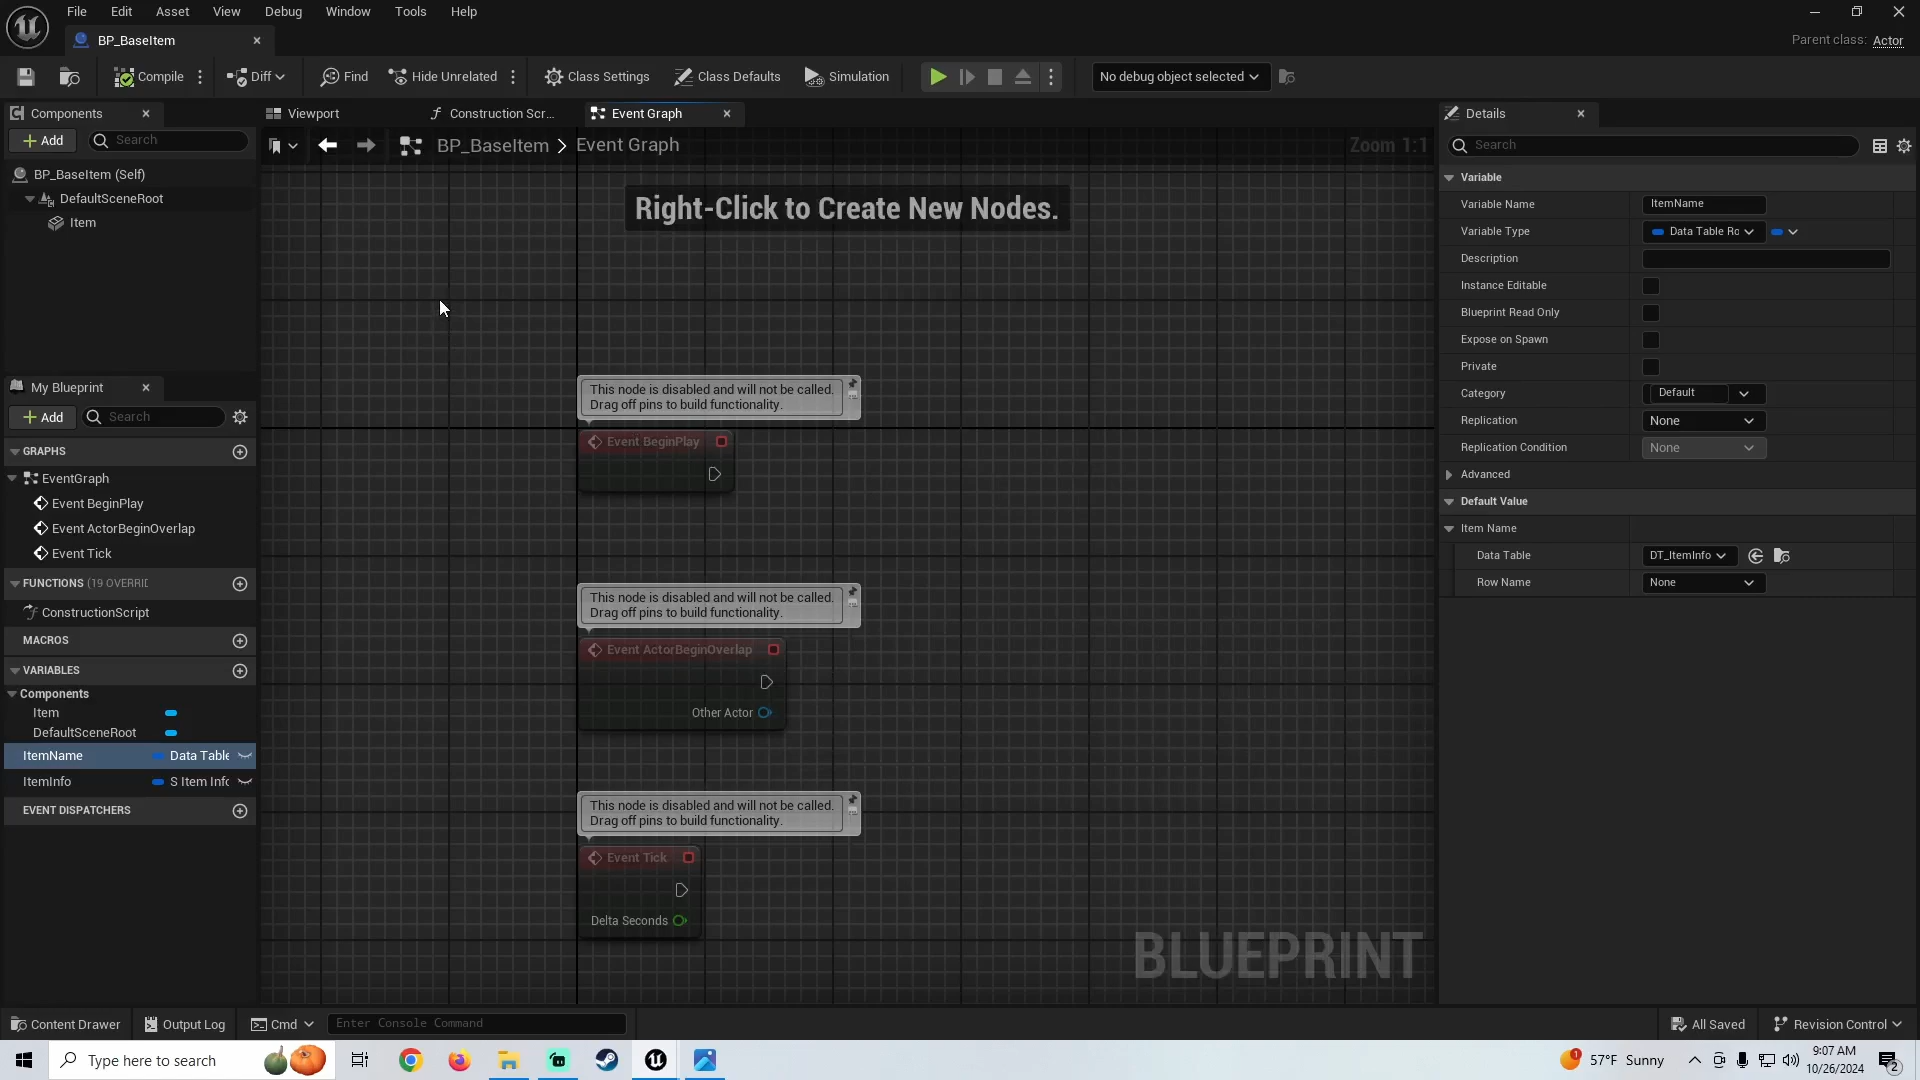 File Edit Asset View Debug Window Tools Help
BP_BaseItem
Parent class: Actor
Compile Diff Find Hide Unrelated Class Settings Class Defaults Simulation No debug object selected
Components Viewport Construction Scr... Event Graph Details
Add Search BP_BaseItem > Event Graph Zoom 1:1 Search
BP_BaseItem (Self)
DefaultSceneRoot
Item
Right-Click to Create New Nodes.
Variable
Variable Name ItemName
Variable Type Data Table Ro
Description
Instance Editable
Blueprint Read Only
Expose on Spawn
Private
Category Default
Replication None
Replication Condition None
Advanced
Default Value
Item Name
Data Table DT_ItemInfo
Row Name None
This node is disabled and will not be called.
Drag off pins to build functionality.
Event BeginPlay
This node is disabled and will not be called.
Drag off pins to build functionality.
Event ActorBeginOverlap
Other Actor
This node is disabled and will not be called.
Drag off pins to build functionality.
Event Tick
Delta Seconds
BLUEPRINT
My Blueprint
Add Search
GRAPHS
EventGraph
Event BeginPlay
Event ActorBeginOverlap
Event Tick
FUNCTIONS (19 OVERRID
ConstructionScript
MACROS
VARIABLES
Components
Item
DefaultSceneRoot
ItemName Data Table
ItemInfo S Item Info
EVENT DISPATCHERS
Content Drawer Output Log Cmd Enter Console Command All Saved Revision Control
Type here to search 1 57°F Sunny 9:07 AM
10/26/2024 2